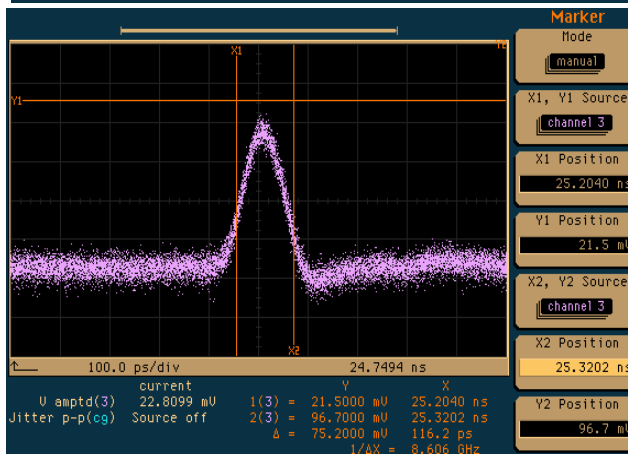 Marker
Mode
manual
X1, Y1 Source
channel 3
X1 Position
25.2040 ns
Y1 Position
21.5 mV
X2, Y2 Source
channel 3
X2 Position
25.3202 ns
Y2 Position
96.7 mV
X1
Y1
X2
100.0 ps/div 24.7494 ns
current Y X
V amptd(3) 22.8099 mV 1(3) = 21.5000 mV 25.2040 ns
Jitter p-p(cg) Source off 2(3) = 96.7000 mV 25.3202 ns
Δ = 75.2000 mV 116.2 ps
1/ΔX = 8.606 GHz